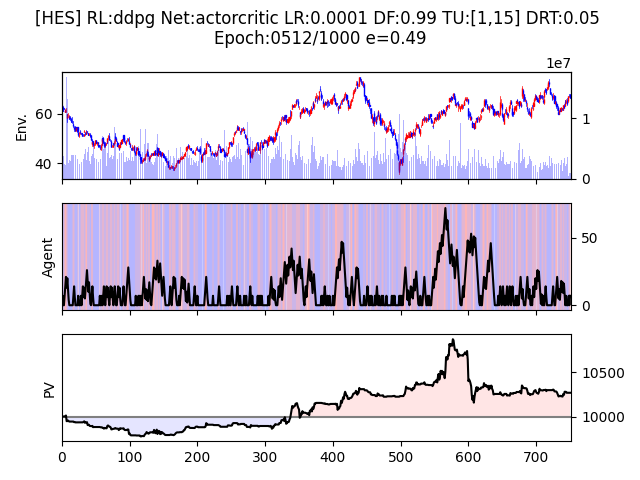 [HES] RL:ddpg Net:actorcritic LR:0.0001 DF:0.99 TU:[1,15] DRT:0.05
Epoch:0512/1000 e=0.49
1e7
Env.
60
40
1
0
Agent
50
0
PV
10500
10000
0 100 200 300 400 500 600 700